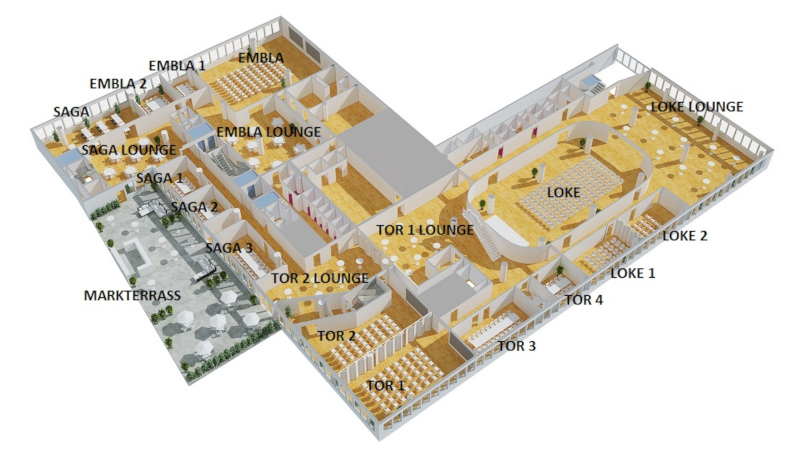 EMBLA
EMBLA 1
EMBLA 2
SAGA
LOKE LOUNGE
EMBLA LOUNGE
SAGA LOUNGE
SAGA 1
LOKE
SAGA 2
TOR 1 LOUNGE
LOKE 2
SAGA 3
LOKE 1
TOR 2 LOUNGE
MARKTERRASS
TOR 4
TOR 2
TOR 3
TOR 1